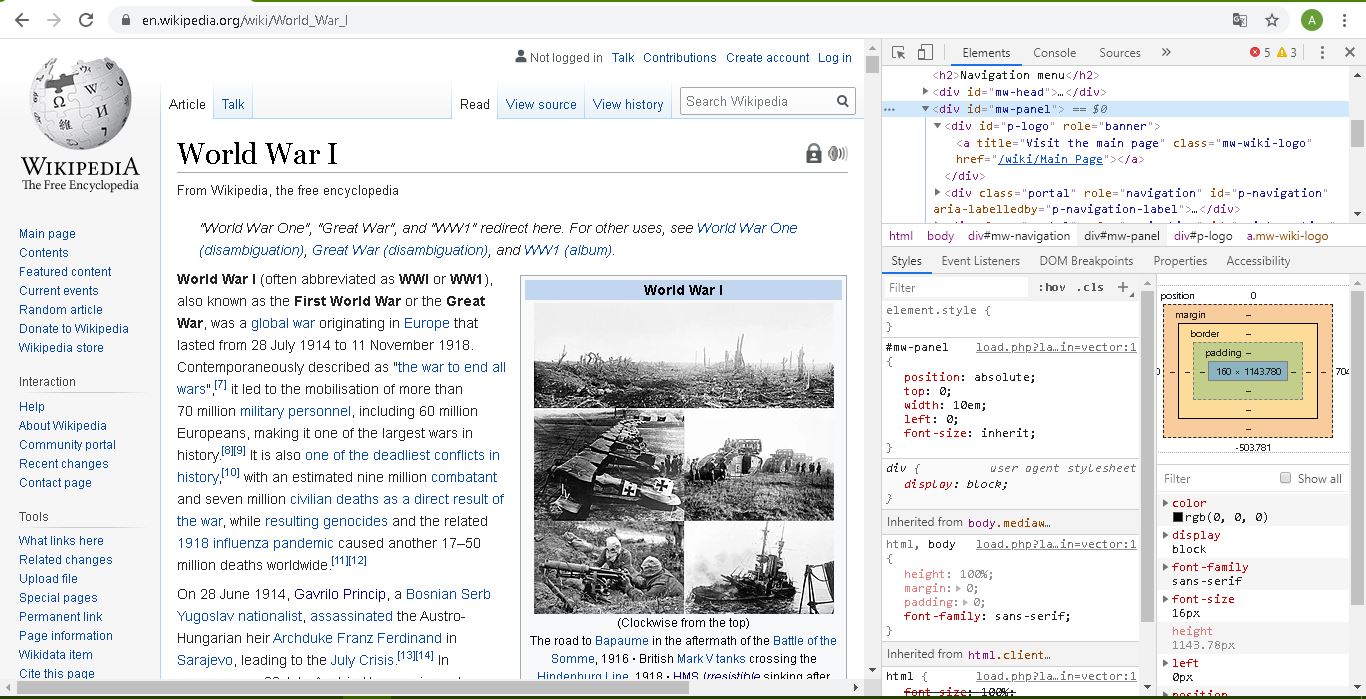 en.wikipedia.org/wiki/World_War_I
A
Not logged in Talk Contributions Create account Log in
Article Talk Read View source View history Search Wikipedia
WIKIPEDIA
The Free Encyclopedia
Main page
Contents
Featured content
Current events
Random article
Donate to Wikipedia
Wikipedia store
Interaction
Help
About Wikipedia
Community portal
Recent changes
Contact page
Tools
What links here
Related changes
Upload file
Special pages
Permanent link
Page information
Wikidata item
Cite this page
World War I
From Wikipedia, the free encyclopedia
"World War One", "Great War", and "WW1" redirect here. For other uses, see World War One
(disambiguation), Great War (disambiguation), and WW1 (album).
World War I (often abbreviated as WWI or WW1),
also known as the First World War or the Great
War, was a global war originating in Europe that
lasted from 28 July 1914 to 11 November 1918.
Contemporaneously described as "the war to end all
wars",[7] it led to the mobilisation of more than
70 million military personnel, including 60 million
Europeans, making it one of the largest wars in
history.[8][9] It is also one of the deadliest conflicts in
history,[10] with an estimated nine million combatant
and seven million civilian deaths as a direct result of
the war, while resulting genocides and the related
1918 influenza pandemic caused another 17–50
million deaths worldwide.[11][12]
On 28 June 1914, Gavrilo Princip, a Bosnian Serb
Yugoslav nationalist, assassinated the Austro-
Hungarian heir Archduke Franz Ferdinand in
Sarajevo, leading to the July Crisis.[13][14] In
World War I
(Clockwise from the top)
The road to Bapaume in the aftermath of the Battle of the
Somme, 1916 • British Mark V tanks crossing the
Hindenburg Line, 1918 • HMS Irresistible sinking after
Elements Console Sources » 5 3
<h2>Navigation menu</h2>
<div id="mw-head">…</div>
<div id="mw-panel"> == $0
<div id="p-logo" role="banner">
<a title="Visit the main page" class="mw-wiki-logo"
href="/wiki/Main_Page"></a>
</div>
<div class="portal" role="navigation" id="p-navigation"
aria-labelledby="p-navigation-label">…</div>
html body div#mw-navigation div#mw-panel div#p-logo a.mw-wiki-logo
Styles Event Listeners DOM Breakpoints Properties Accessibility
Filter :hov .cls +
element.style {
}
#mw-panel load.php?la…in=vector:1
{
position: absolute;
top: 0;
width: 10em;
left: 0;
font-size: inherit;
}
div { user agent stylesheet
display: block;
}
Inherited from body.mediaw…
html, body load.php?la…in=vector:1
{
height: 100%;
margin: 0;
padding: 0;
font-family: sans-serif;
}
Inherited from html.client…
html { load.php?la…in=vector:1
font-size: 100%;
position 0
margin –
border –
padding –
0 – – – 160 × 1143.780 – – – 704
–
–
–
-503.781
Filter Show all
color
rgb(0, 0, 0)
display
block
font-family
sans-serif
font-size
16px
height
1143.78px
left
0px
position